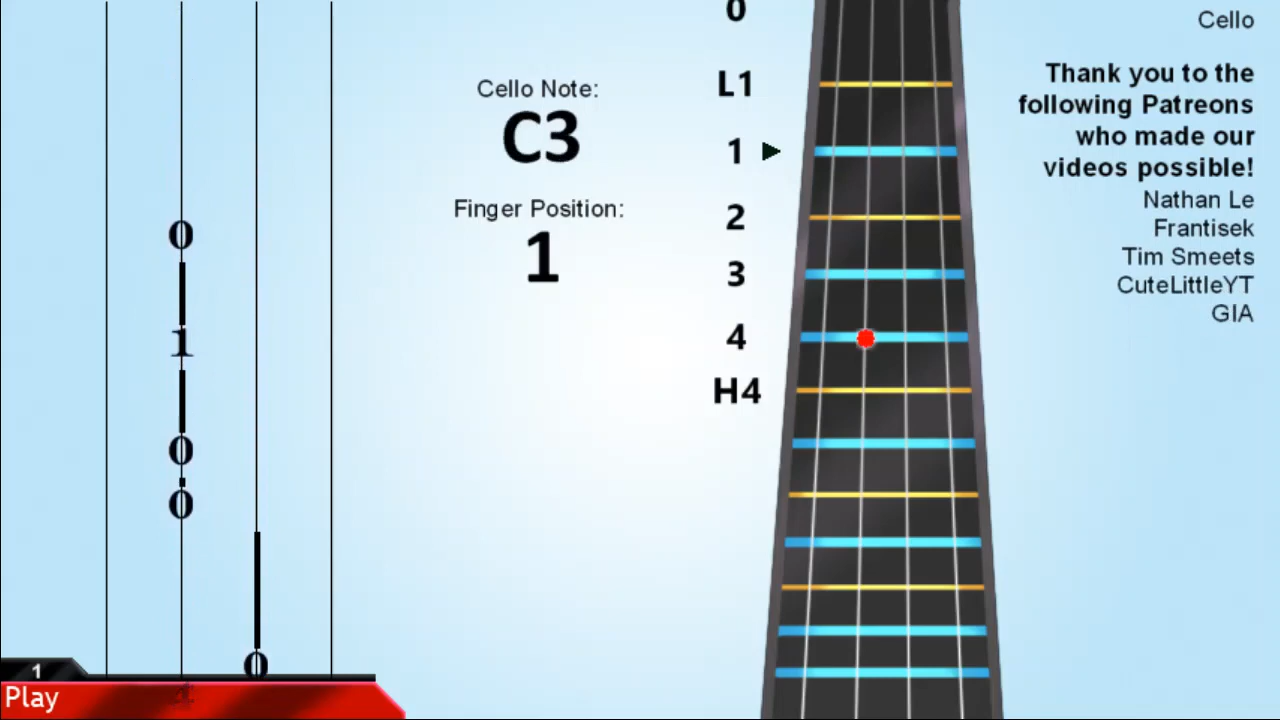 0
1
0
0
0
1
Play
4
Cello Note:
C3
Finger Position:
1
0
L1
1
2
3
4
H4
Cello
Thank you to the
following Patreons
who made our
videos possible!
Nathan Le
Frantisek
Tim Smeets
CuteLittleYT
GIA